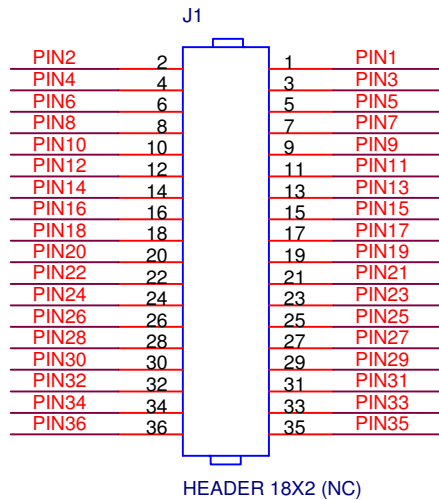 J1
PIN2 2 1 PIN1
PIN4 4 3 PIN3
PIN6 6 5 PIN5
PIN8 8 7 PIN7
PIN10 10 9 PIN9
PIN12 12 11 PIN11
PIN14 14 13 PIN13
PIN16 16 15 PIN15
PIN18 18 17 PIN17
PIN20 20 19 PIN19
PIN22 22 21 PIN21
PIN24 24 23 PIN23
PIN26 26 25 PIN25
PIN28 28 27 PIN27
PIN30 30 29 PIN29
PIN32 32 31 PIN31
PIN34 34 33 PIN33
PIN36 36 35 PIN35
HEADER 18X2 (NC)